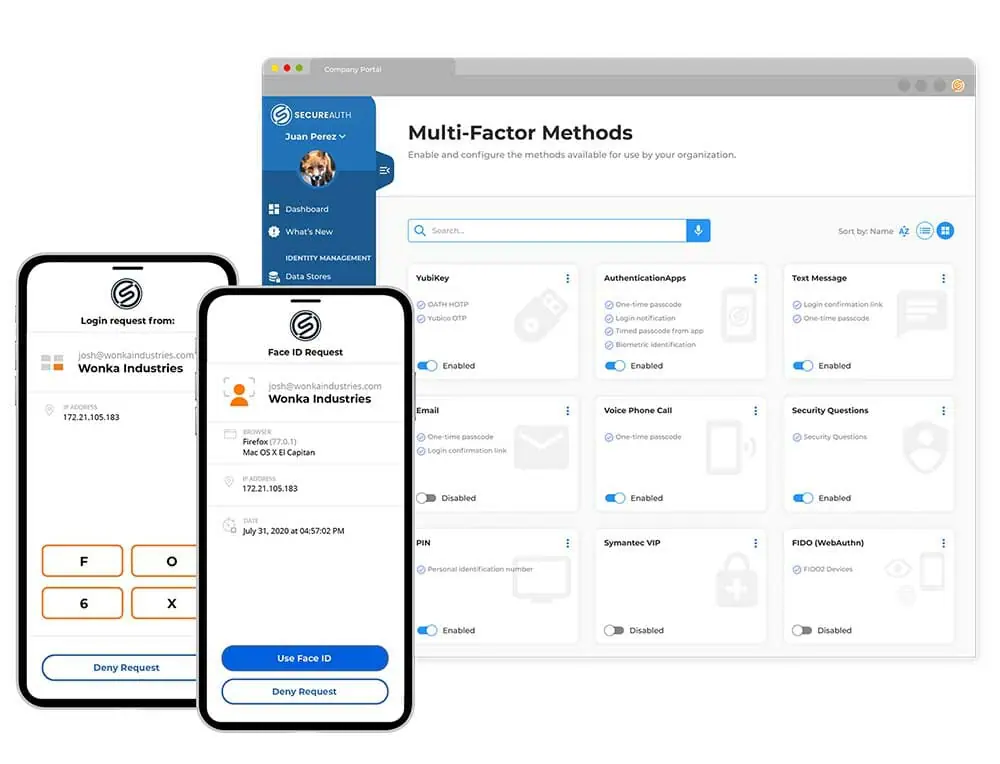 Company Portal
SECUREAUTH
Juan Perez
Dashboard
What's New
IDENTITY MANAGEMENT
Data Stores
Multi-Factor Methods
Enable and configure the methods available for use by your organization.
Search...
Sort by: Name AZ
YubiKey
OATH HOTP
Yubico OTP
Enabled
AuthenticationApps
One-time passcode
Login notification
Timed passcode from app
Biometric identification
Enabled
Text Message
Login confirmation link
One-time passcode
Enabled
Email
One-time passcode
Login confirmation link
Disabled
Voice Phone Call
One-time passcode
Enabled
Security Questions
Security Questions
Enabled
PIN
Personal identification number
Enabled
Symantec VIP
Disabled
FIDO (WebAuthn)
FIDO2 Devices
Disabled
Login request from:
josh@wonkaindustries.com
Wonka Industries
IP ADDRESS
172.21.105.183
F
O
6
X
Deny Request
Face ID Request
josh@wonkaindustries.com
Wonka Industries
BROWSER
Firefox (77.0.1)
Mac OS X El Capitan
IP ADDRESS
172.21.105.183
DATE
July 31, 2020 at 04:57:02 PM
Use Face ID
Deny Request